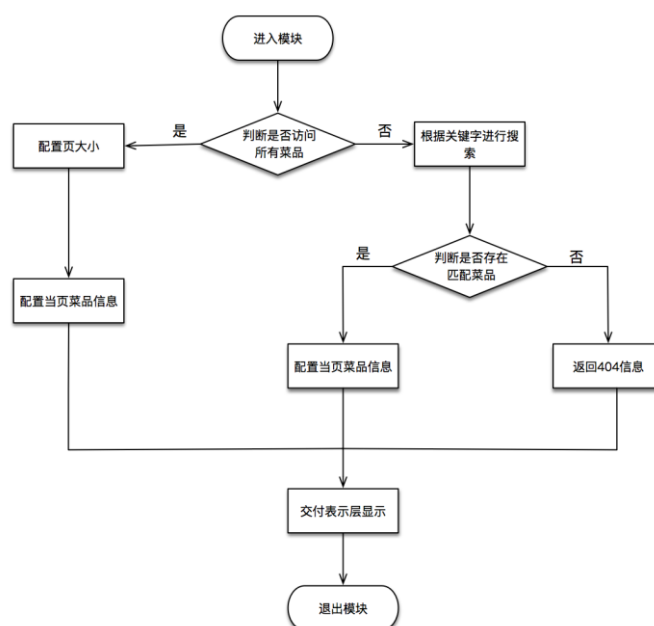 进入模块
是
判断是否访问
所有菜品
否
配置页大小
根据关键字进行搜
索
是
判断是否存在
匹配菜品
否
配置当页菜品信息
配置当页菜品信息
返回404信息
交付表示层显示
退出模块